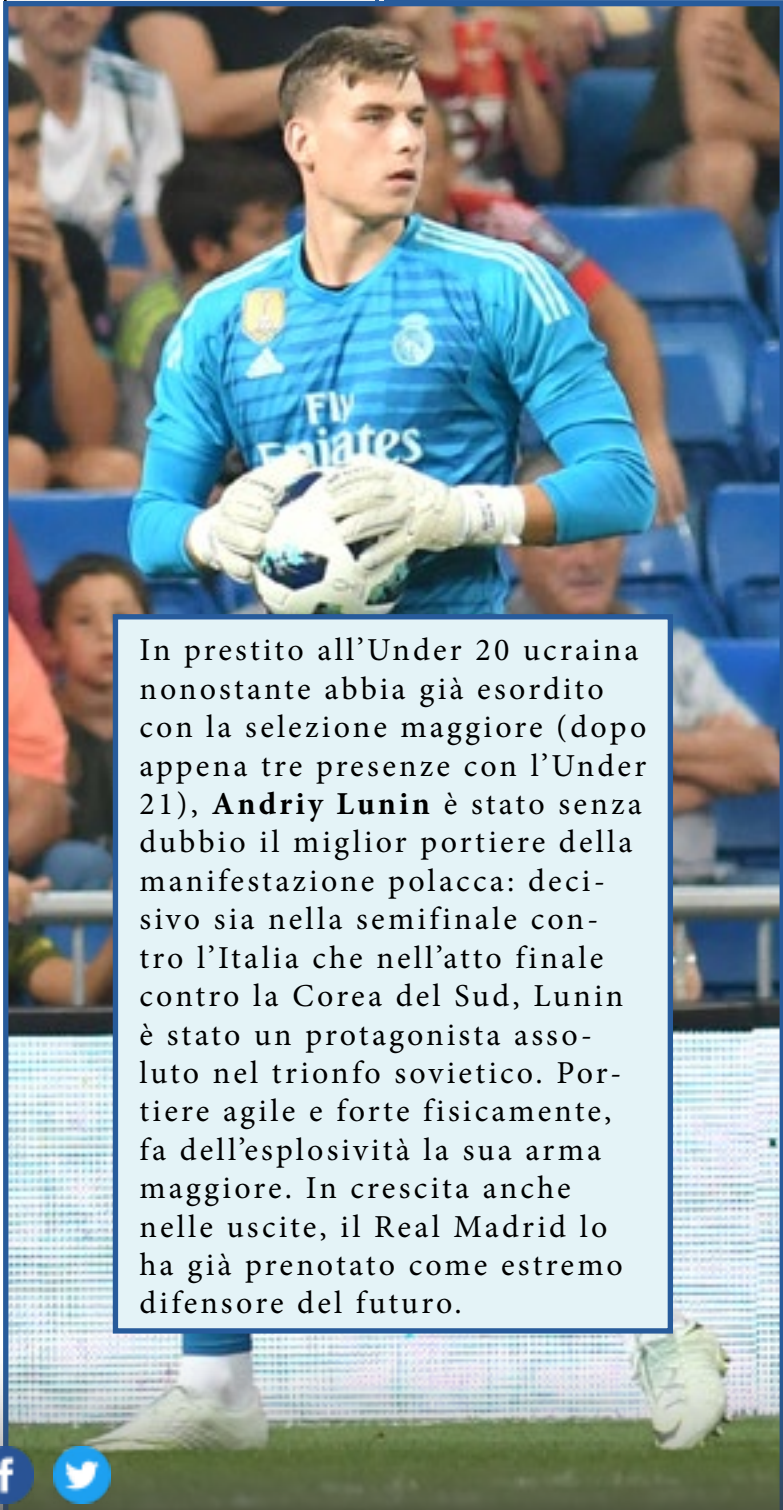 Fly
Emirates
In prestito all’Under 20 ucraina
nonostante abbia già esordito
con la selezione maggiore (dopo
appena tre presenze con l’Under
21), Andriy Lunin è stato senza
dubbio il miglior portiere della
manifestazione polacca: deci-
sivo sia nella semifinale con-
tro l’Italia che nell’atto finale
contro la Corea del Sud, Lunin
è stato un protagonista asso-
luto nel trionfo sovietico. Por-
tiere agile e forte fisicamente,
fa dell’esplosività la sua arma
maggiore. In crescita anche
nelle uscite, il Real Madrid lo
ha già prenotato come estremo
difensore del futuro.